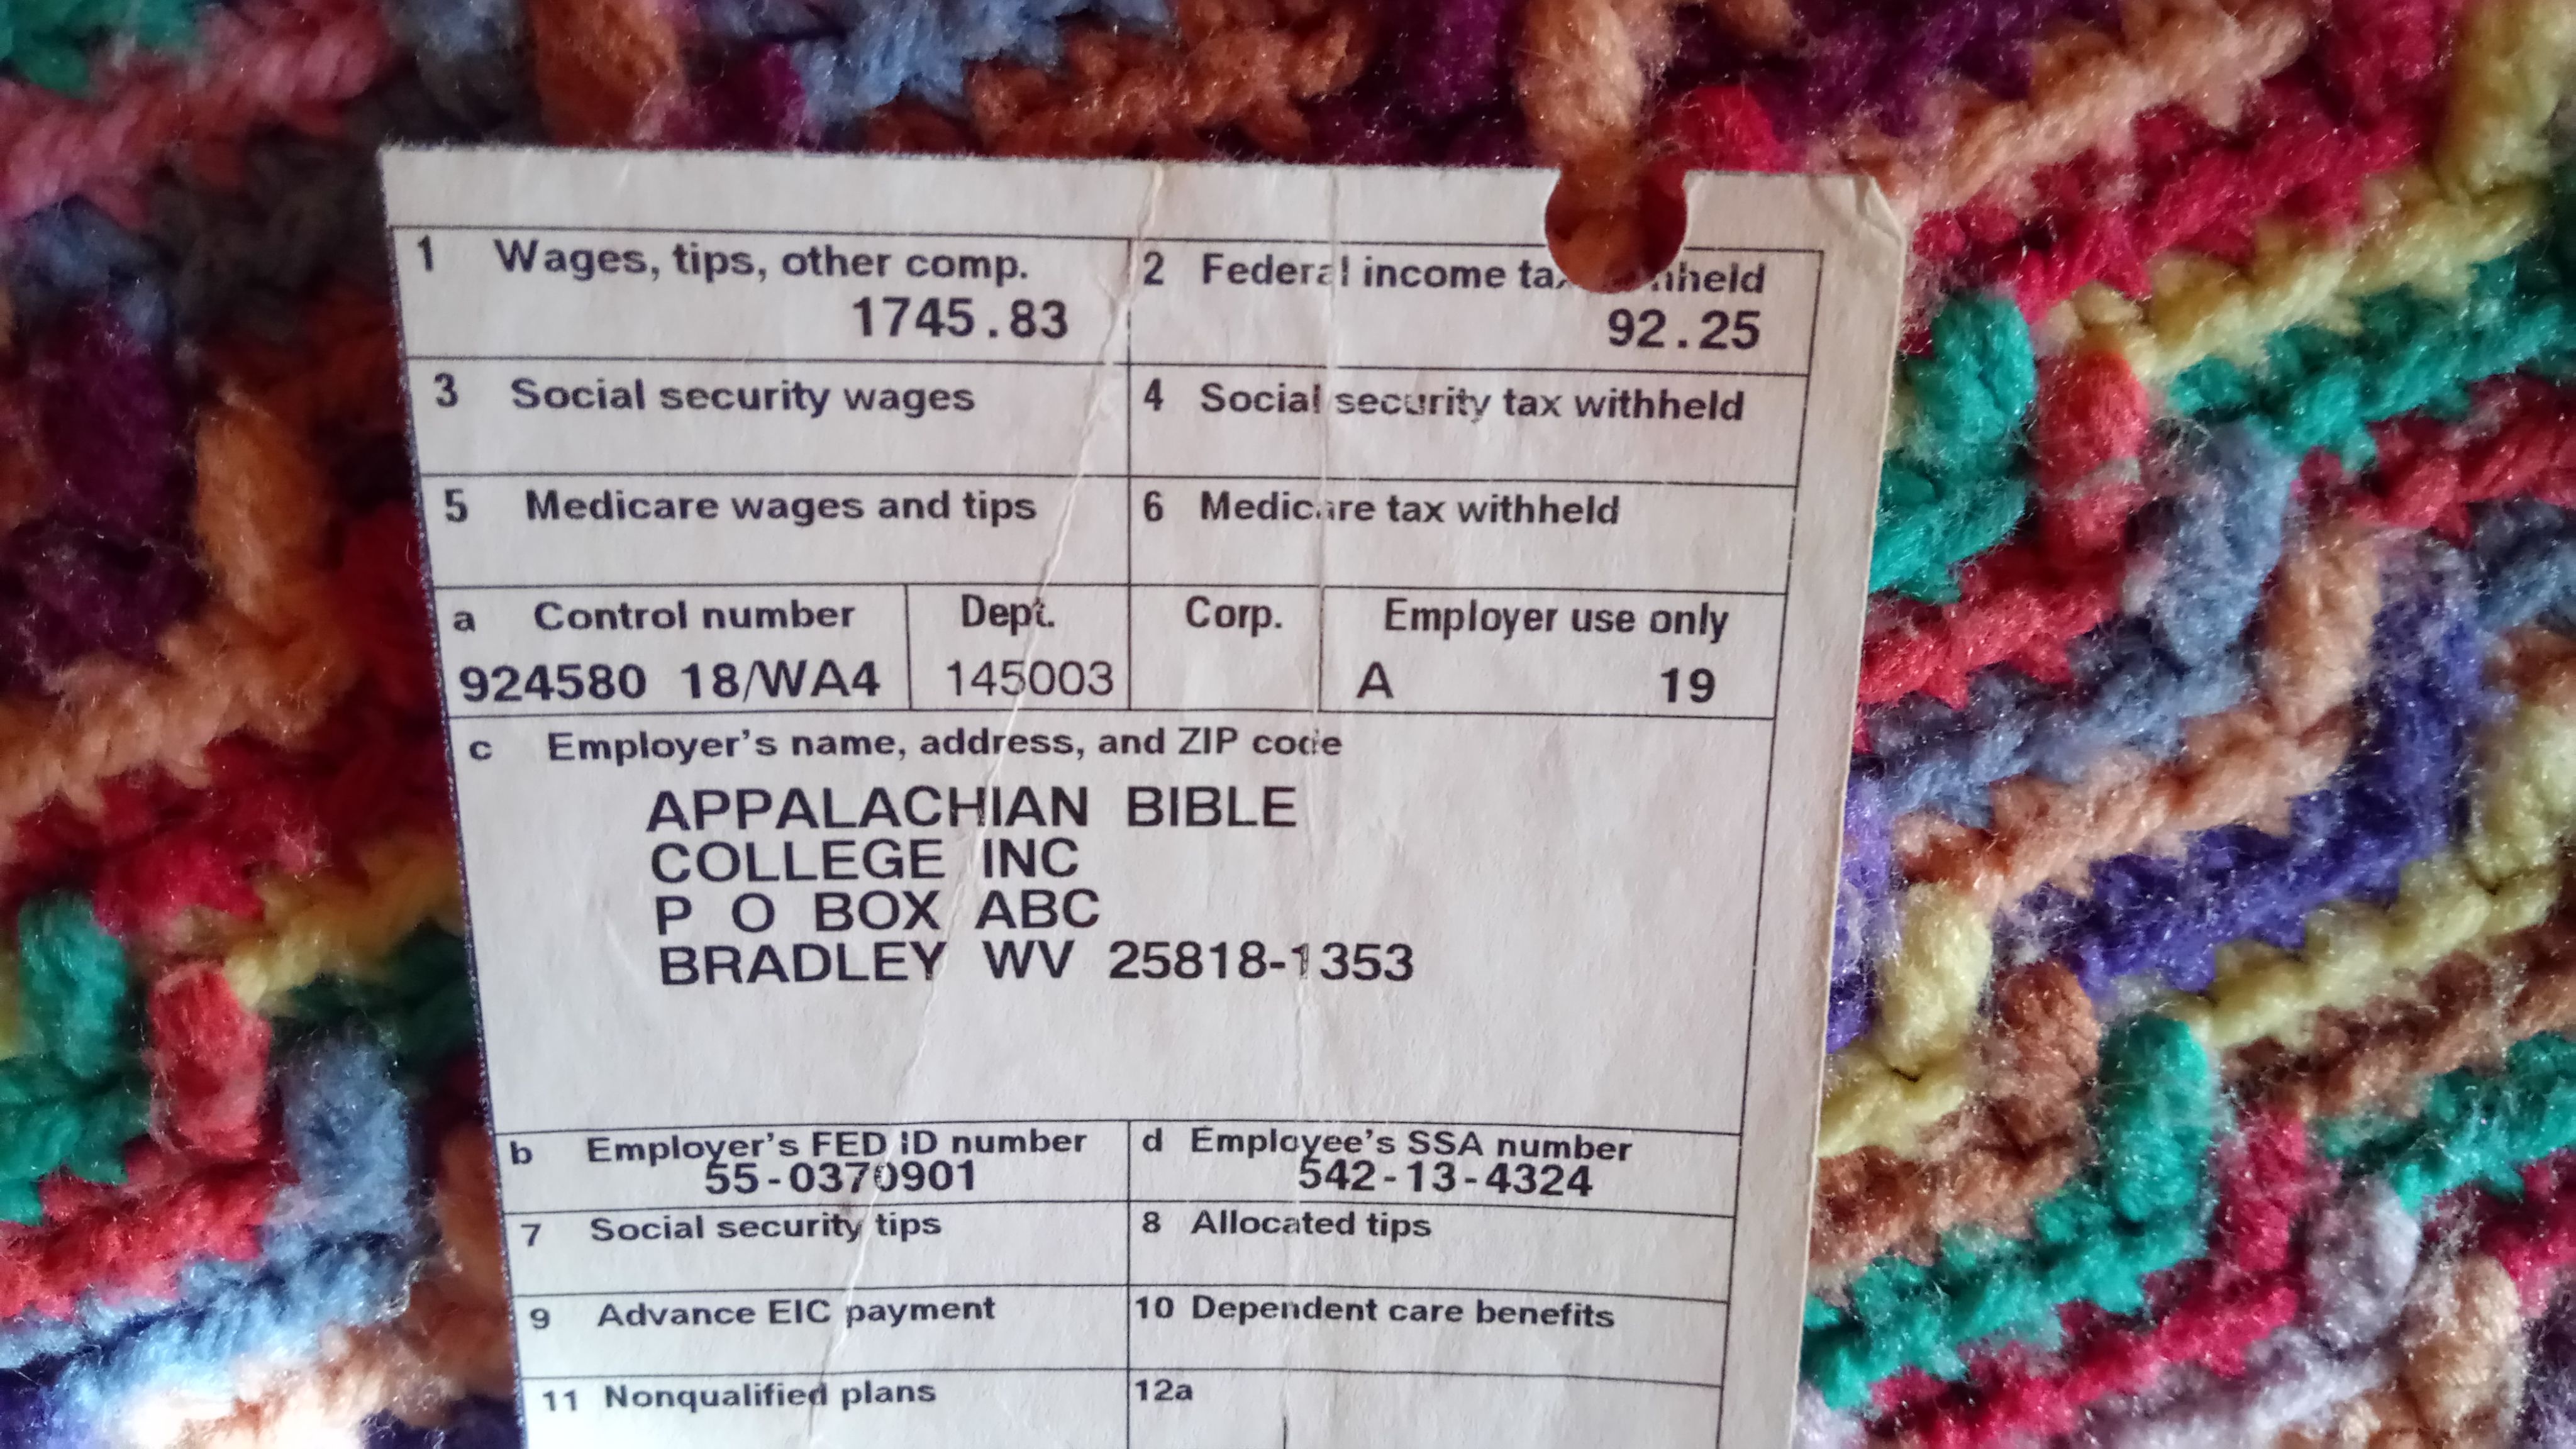 1 Wages, tips, other comp.
1745.83
2 Federal income tax withheld
92.25
3 Social security wages
4 Social security tax withheld
5 Medicare wages and tips
6 Medicare tax withheld
a Control number
924580 18/WA4
Dept.
145003
Corp.
Employer use only
A 19
c Employer's name, address, and ZIP code
APPALACHIAN BIBLE
COLLEGE INC
P O BOX ABC
BRADLEY WV 25818-1353
b Employer's FED ID number
55-0370901
d Employee's SSA number
542-13-4324
7 Social security tips
8 Allocated tips
9 Advance EIC payment
10 Dependent care benefits
11 Nonqualified plans
12a